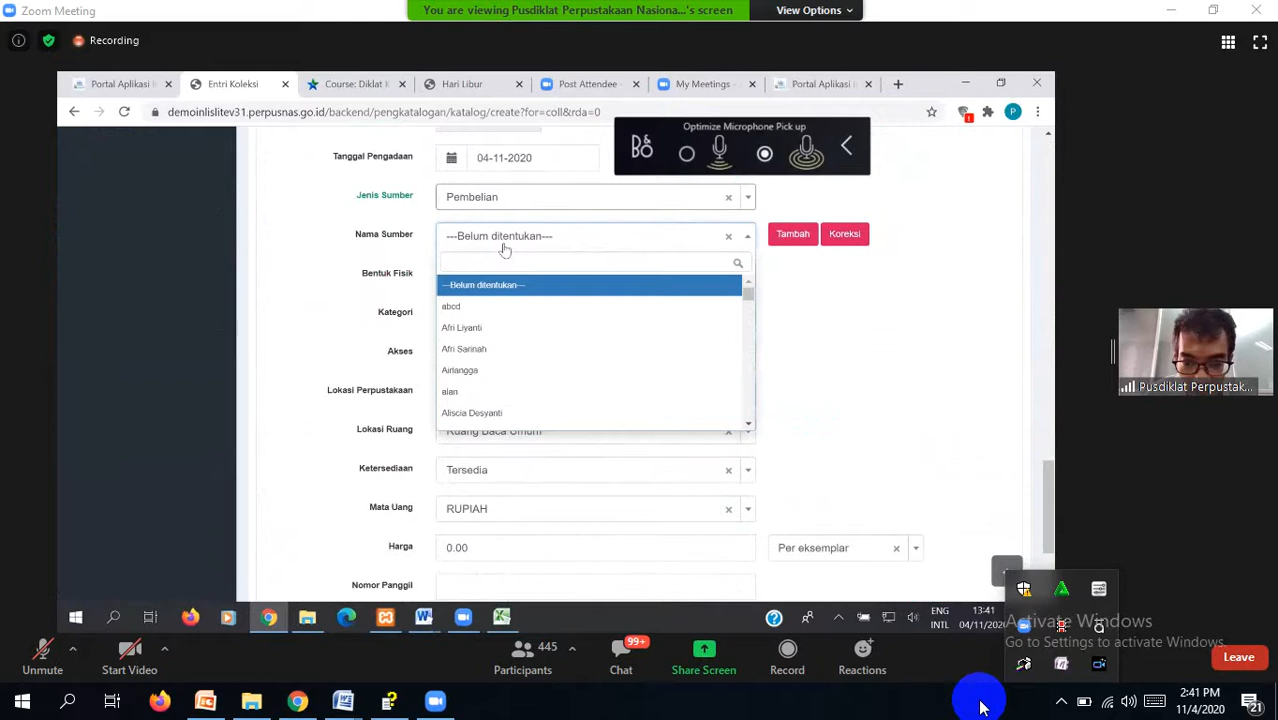 Zoom Meeting
You are viewing Pusdiklat Perpustakaan Nasiona...'s screen
View Options
Recording
Portal Aplikasi In
Entri Koleksi
Course: Diklat K
Hari Libur
Post Attendee -
My Meetings -
Portal Aplikasi In
demoinlislitev31.perpusnas.go.id/backend/pengkatalogan/katalog/create?for=coll&rda=0
P
Optimize Microphone Pick up
B&O
Tanggal Pengadaan
04-11-2020
Jenis Sumber
Pembelian
Nama Sumber
---Belum ditentukan---
Tambah
Koreksi
---Belum ditentukan---
Bentuk Fisik
abcd
Kategori
Afri Liyanti
Afri Sarinah
Akses
Airlangga
Lokasi Perpustakaan
alan
Aliscia Desyanti
Lokasi Ruang
Ruang Baca Umum
Ketersediaan
Tersedia
Mata Uang
RUPIAH
Harga
0.00
Per eksemplar
Nomor Panggil
Pusdiklat Perpustak...
ENG
INTL
13:41
04/11/2020
Activate Windows
Go to Settings to activate Windows.
Unmute
Start Video
445
Participants
99+
Chat
Share Screen
Record
Reactions
Leave
2:41 PM
11/4/2020
21